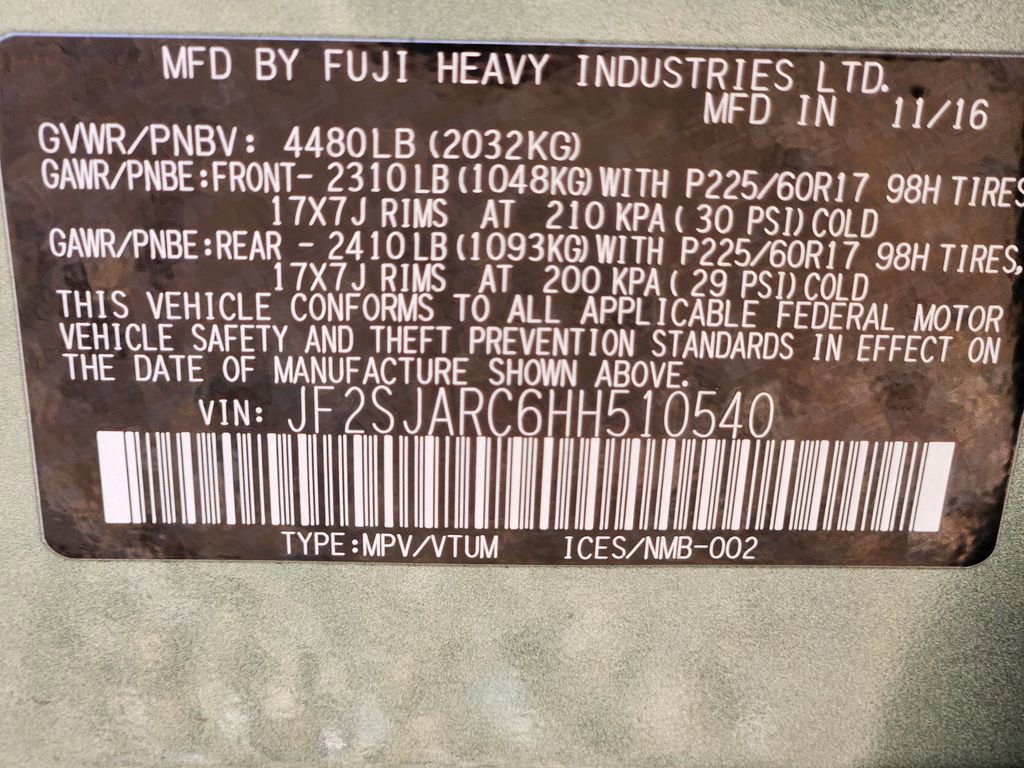 MFD BY FUJI HEAVY INDUSTRIES LTD.
MFD IN 11/16
GVWR/PNBV: 4480LB (2032KG)
GAWR/PNBE:FRONT- 2310 LB (1048KG) WITH P225/60R17 98H TIRES
17X7J RIMS AT 210 KPA ( 30 PSI) COLD
GAWR/PNBE:REAR - 2410 LB (1093KG) WITH P225/60R17 98H TIRES,
17X7J RIMS AT 200 KPA ( 29 PSI) COLD
THIS VEHICLE CONFORMS TO ALL APPLICABLE FEDERAL MOTOR
VEHICLE SAFETY AND THEFT PREVENTION STANDARDS IN EFFECT ON
THE DATE OF MANUFACTURE SHOWN ABOVE.
VIN: JF2SJARC6HH510540
TYPE:MPV/VTUM ICES/NMB-002